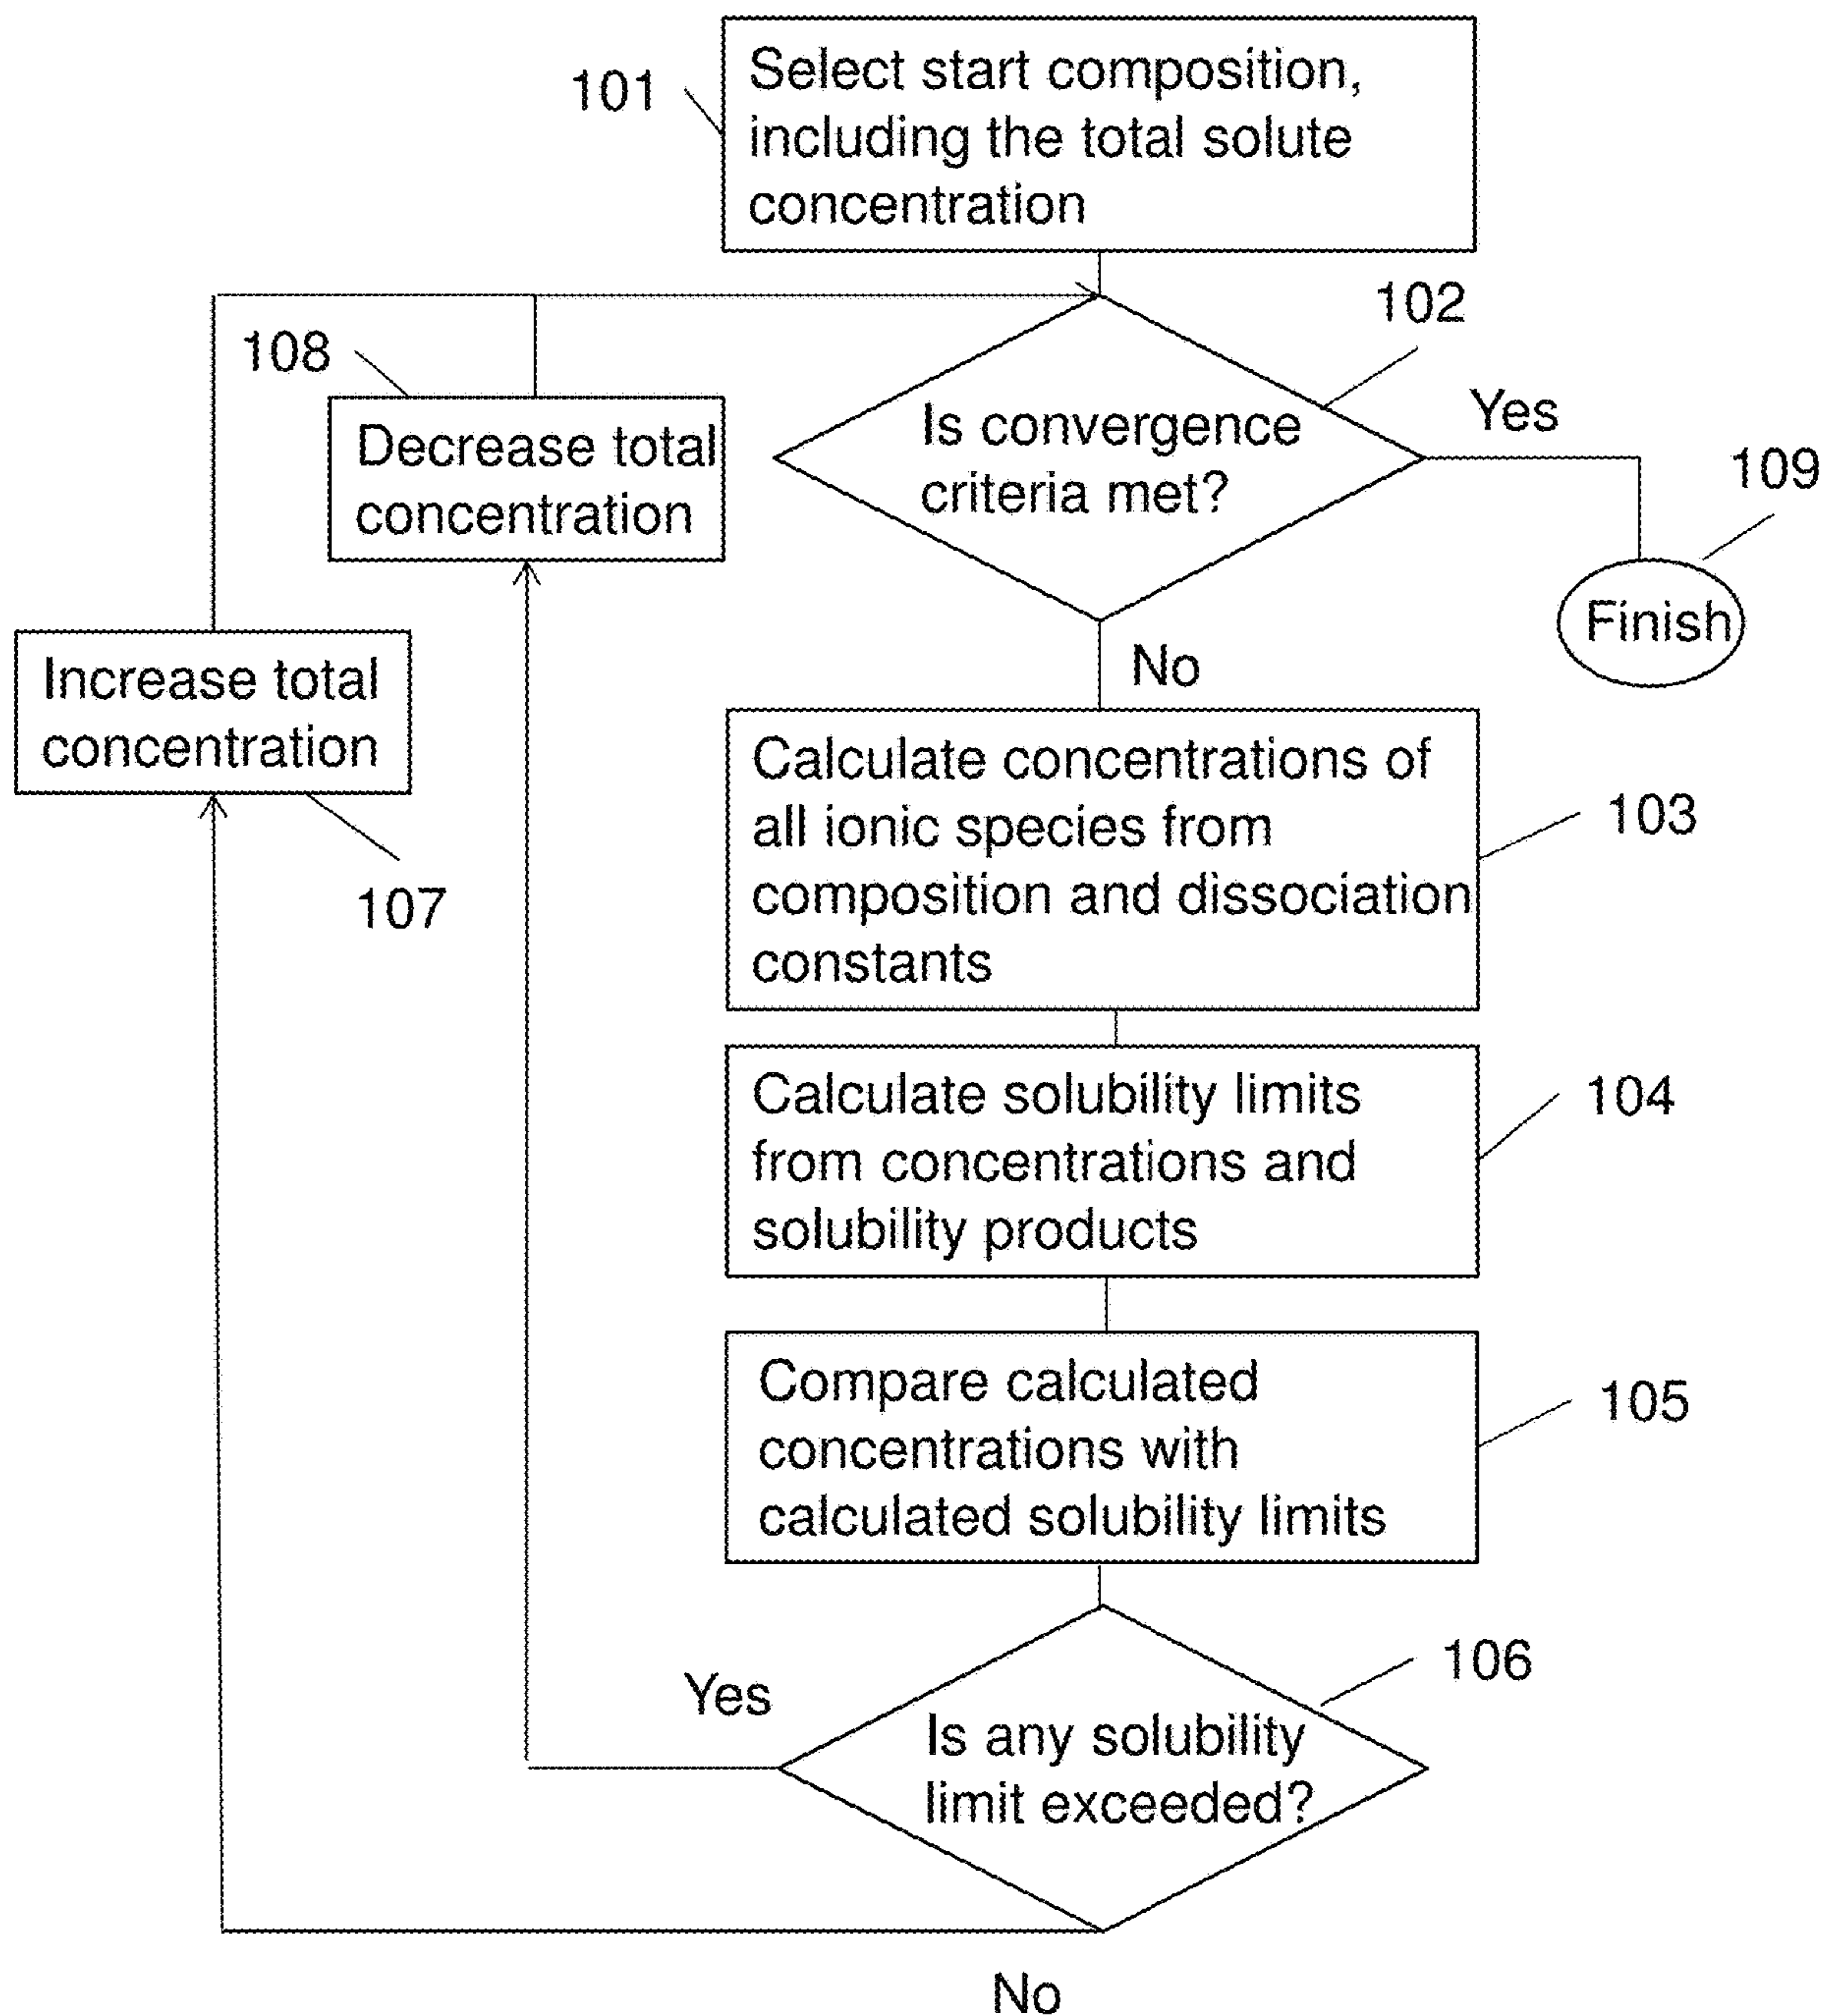 101
Select start composition,
including the total solute
concentration
102
108
Decrease total
concentration
Is convergence
criteria met?
Yes
109
Finish
Increase total
concentration
107
No
Calculate concentrations of
all ionic species from
composition and dissociation
constants
103
Calculate solubility limits
from concentrations and
solubility products
104
Compare calculated
concentrations with
calculated solubility limits
105
106
Yes
Is any solubility
limit exceeded?
No